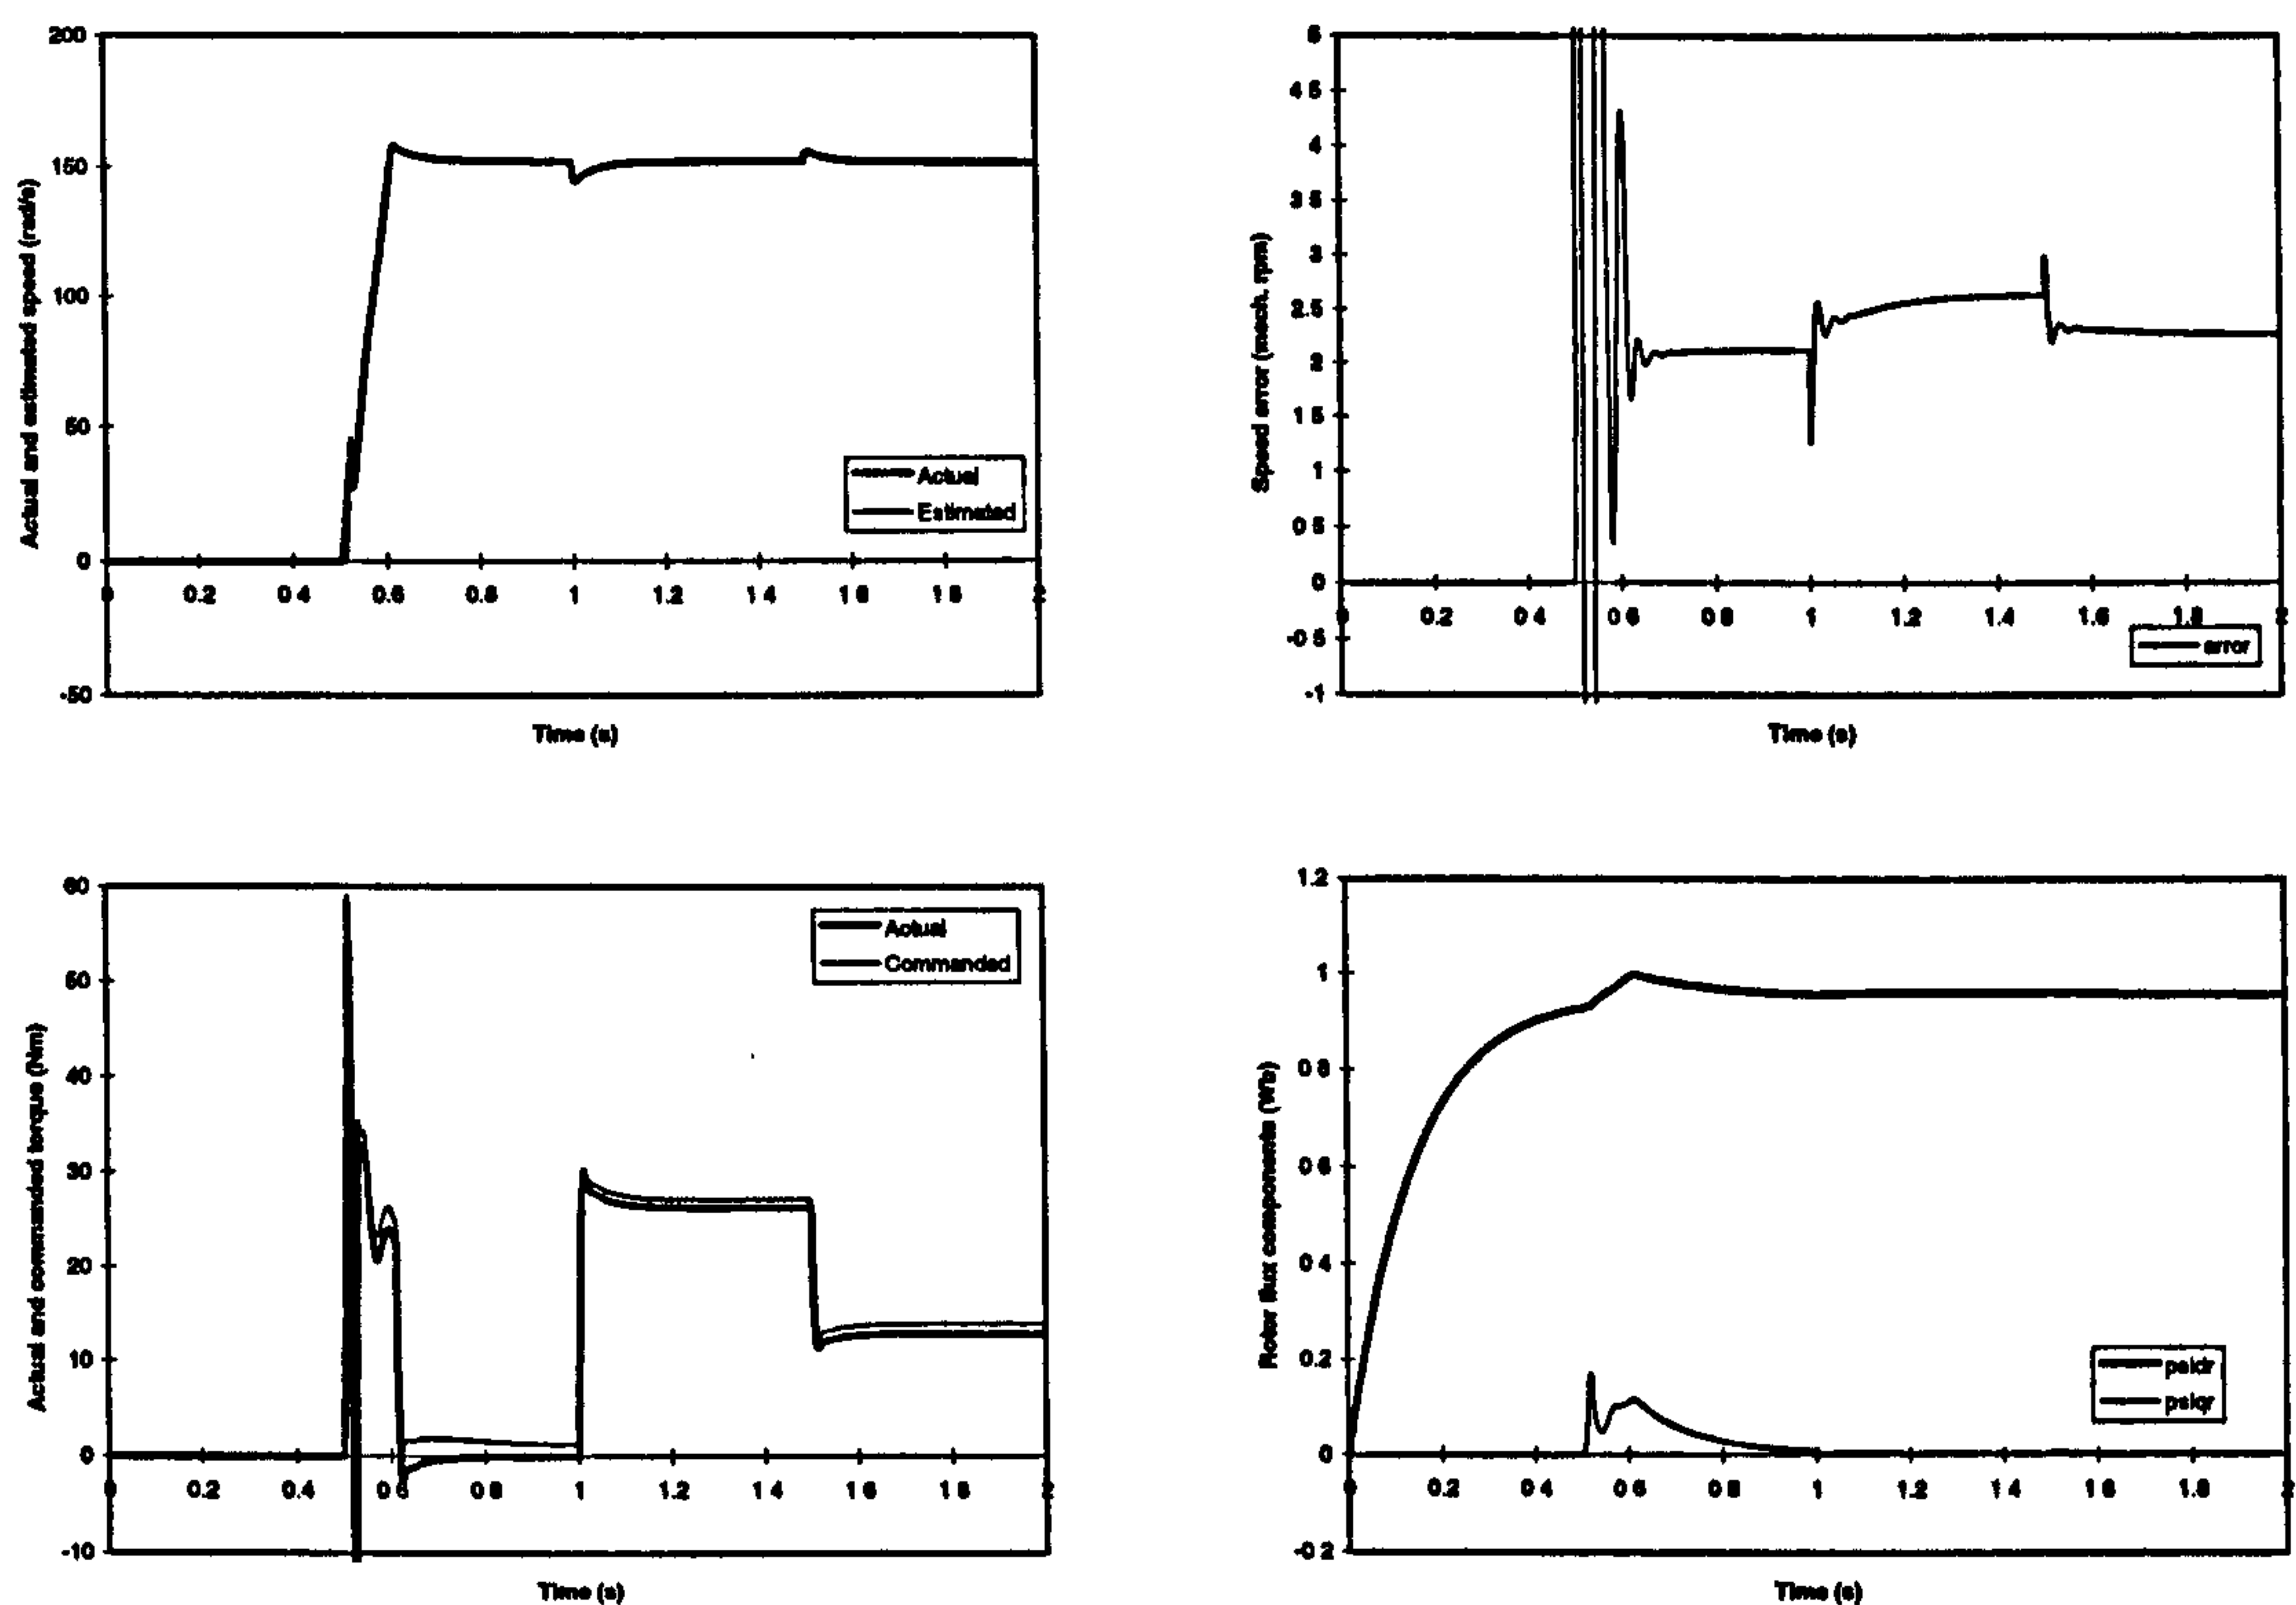 200
150
100
50
0
-50
0 0.2 0 4 0.6 0.8 1 1.2 1 4 1 6 1 8 2
Actual and estimated speed (rad/s)
Actual
Estimated
Time (s)
5
4 5
4
3 5
3
2.5
2
1 5
1
0 5
0
-0 5
-1
0 0.2 0 4 0 6 0 8 1 1.2 1 4 1.6 1.8 2
Speed error (mech. rpm)
error
Time (s)
60
50
40
30
20
10
0
-10
0 0.2 0.4 0 6 0 8 1 1.2 1 4 1 6 1 8 2
Actual and commanded torque (Nm)
Actual
Commanded
Time (s)
1.2
1
0 8
0 6
0 4
0.2
0
-0 2
0 0.2 0 4 0 6 0 8 1 1.2 1 4 1 6 1.8 2
Rotor flux components (Wb)
psidr
psiqr
Time (s)